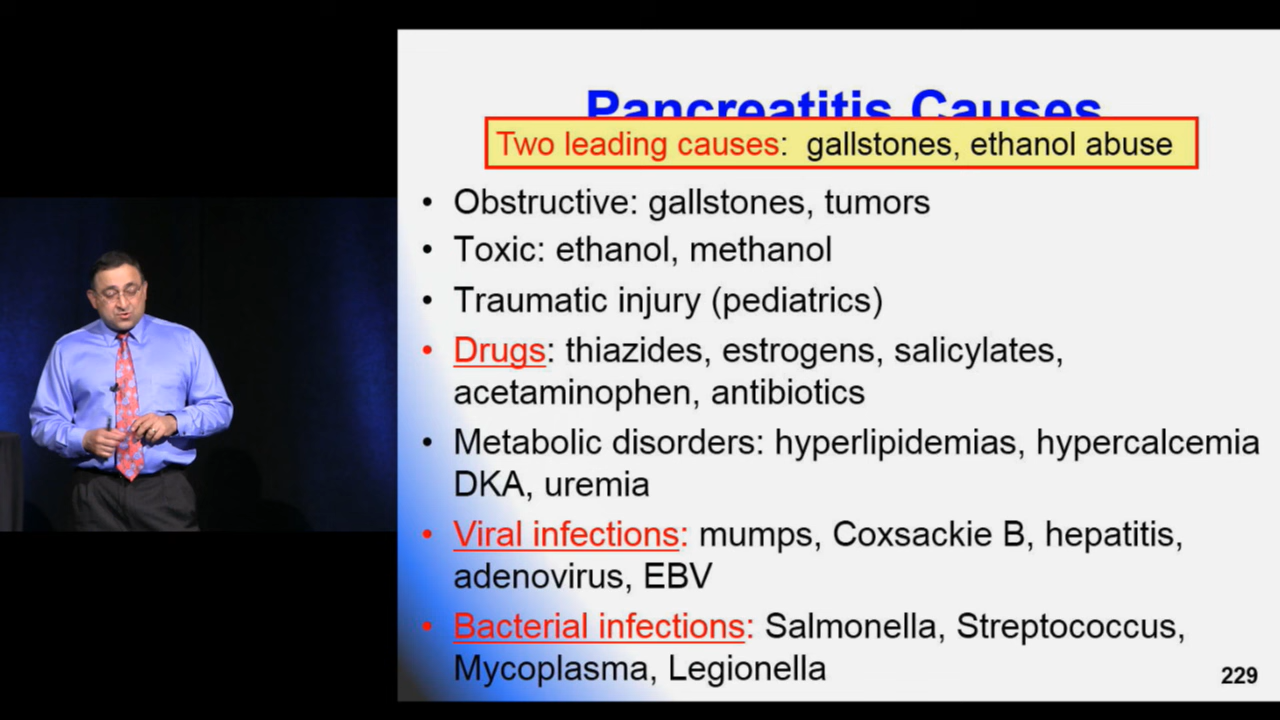 Pancreatitis Causes
Two leading causes: gallstones, ethanol abuse
• Obstructive: gallstones, tumors
• Toxic: ethanol, methanol
• Traumatic injury (pediatrics)
• Drugs: thiazides, estrogens, salicylates,
acetaminophen, antibiotics
• Metabolic disorders: hyperlipidemias, hypercalcemia
DKA, uremia
• Viral infections: mumps, Coxsackie B, hepatitis,
adenovirus, EBV
• Bacterial infections: Salmonella, Streptococcus,
Mycoplasma, Legionella
229